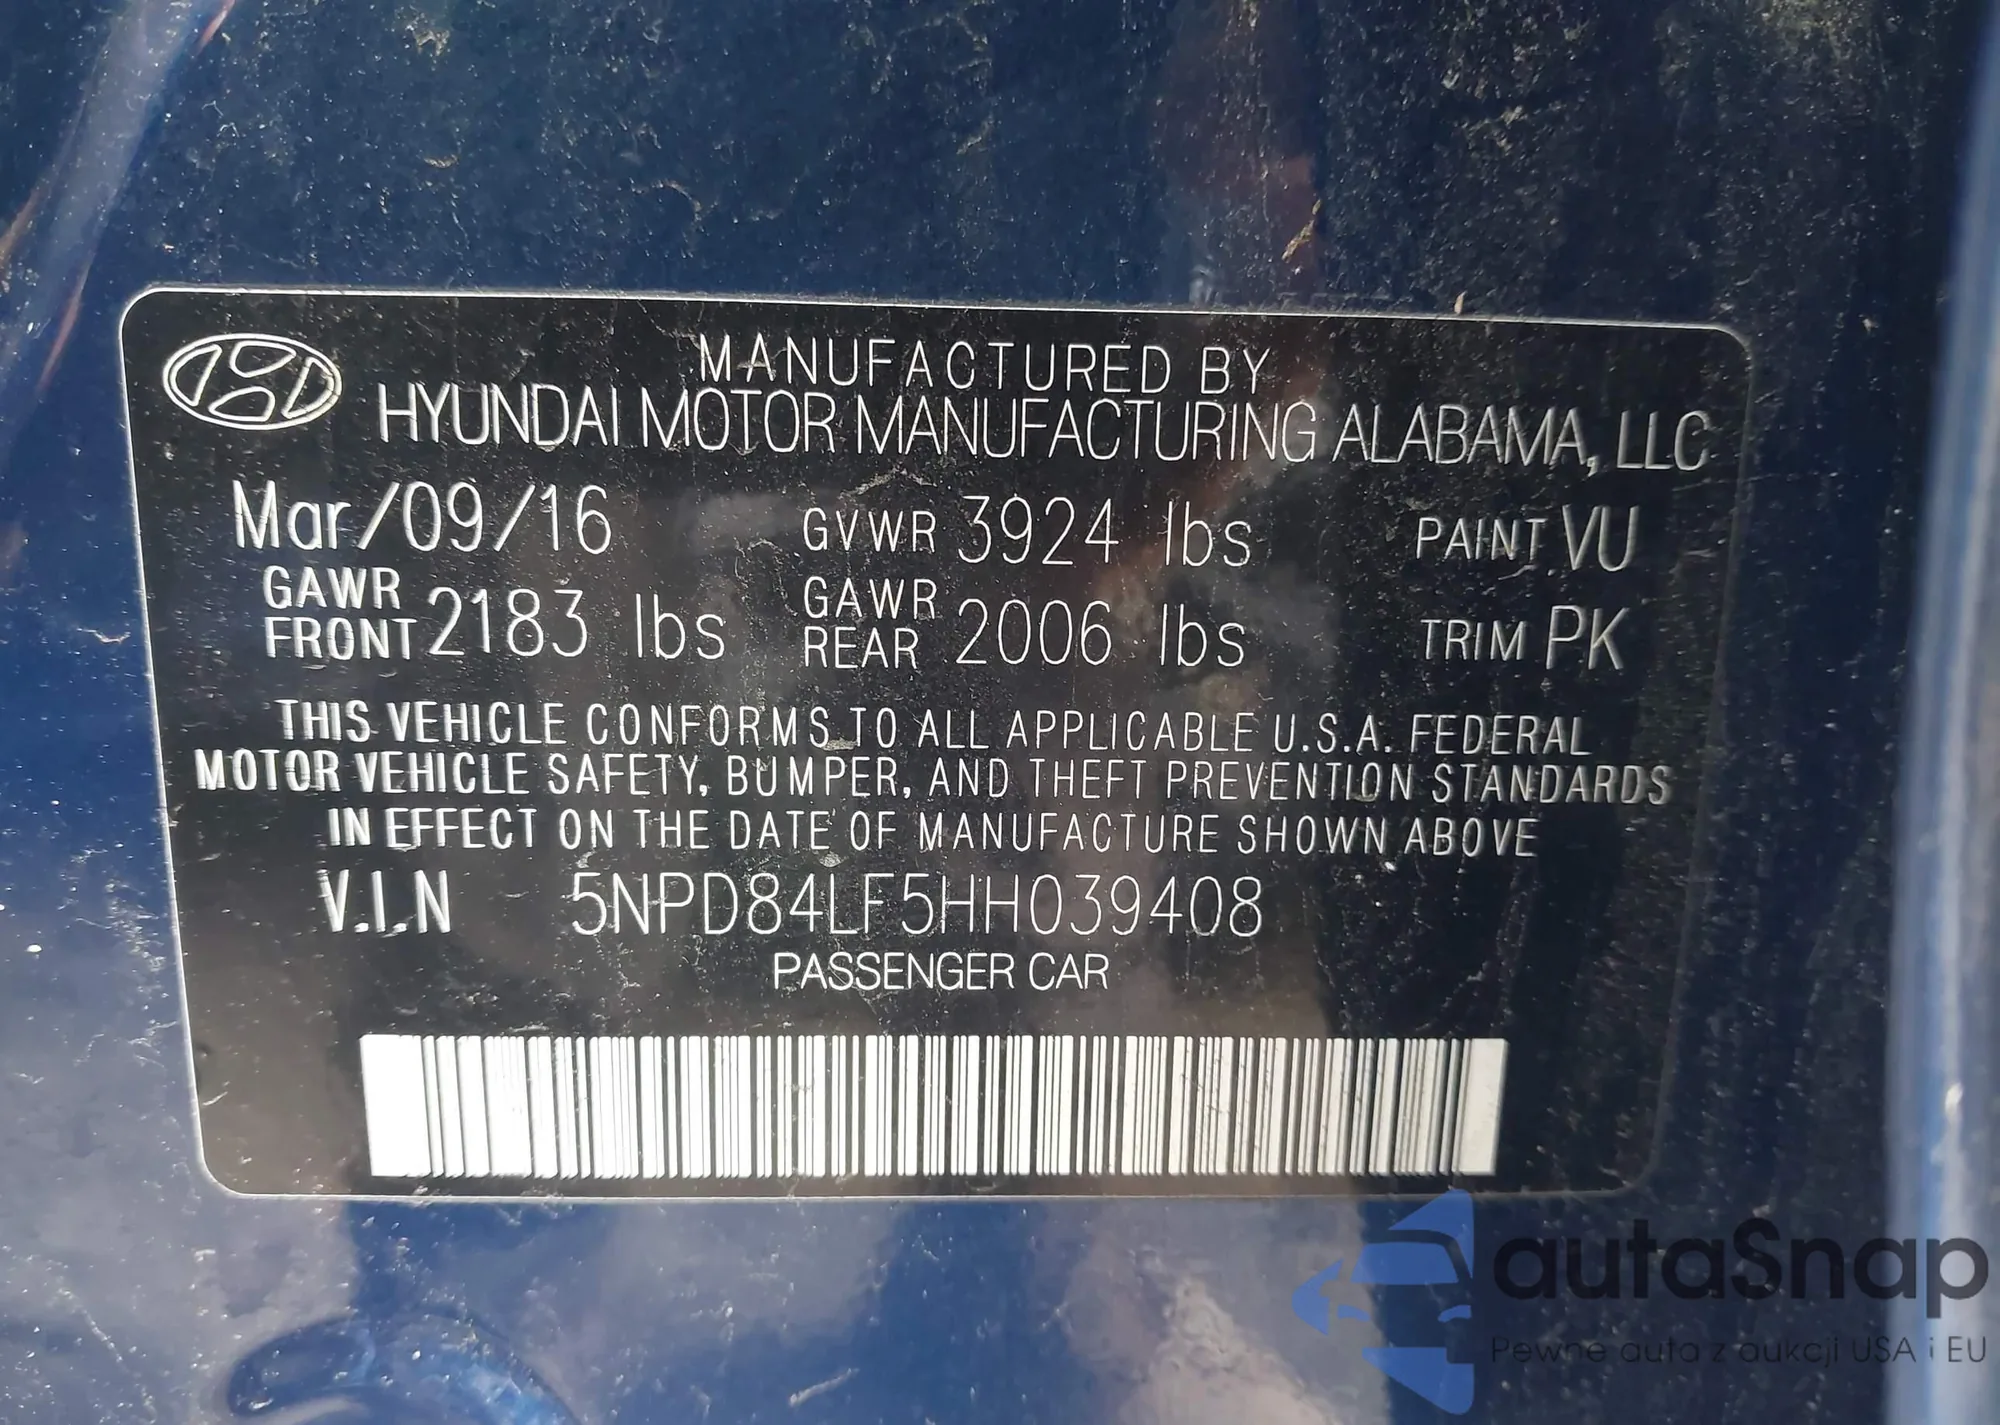 MANUFACTURED BY
HYUNDAI MOTOR MANUFACTURING ALABAMA, LLC
Mar/09/16 GVWR 3924 lbs PAINT VU
GAWR FRONT 2183 lbs GAWR REAR 2006 lbs TRIM PK
THIS VEHICLE CONFORMS TO ALL APPLICABLE U.S.A. FEDERAL
MOTOR VEHICLE SAFETY, BUMPER, AND THEFT PREVENTION STANDARDS
IN EFFECT ON THE DATE OF MANUFACTURE SHOWN ABOVE
V.I.N 5NPD84LF5HH039408
PASSENGER CAR
autaSnap
Pewne auta z aukcji USA i EU